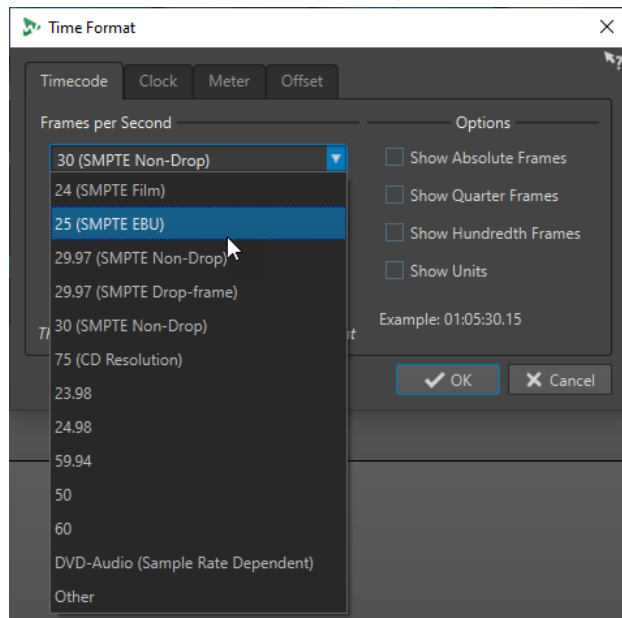 Time Format
Timecode Clock Meter Offset
Frames per Second
Options
30 (SMPTE Non-Drop)
Show Absolute Frames
24 (SMPTE Film)
Show Quarter Frames
25 (SMPTE EBU)
Show Hundredth Frames
29.97 (SMPTE Non-Drop)
Show Units
29.97 (SMPTE Drop-frame)
Example: 01:05:30.15
30 (SMPTE Non-Drop)
75 (CD Resolution)
OK Cancel
23.98
24.98
59.94
50
60
DVD-Audio (Sample Rate Dependent)
Other